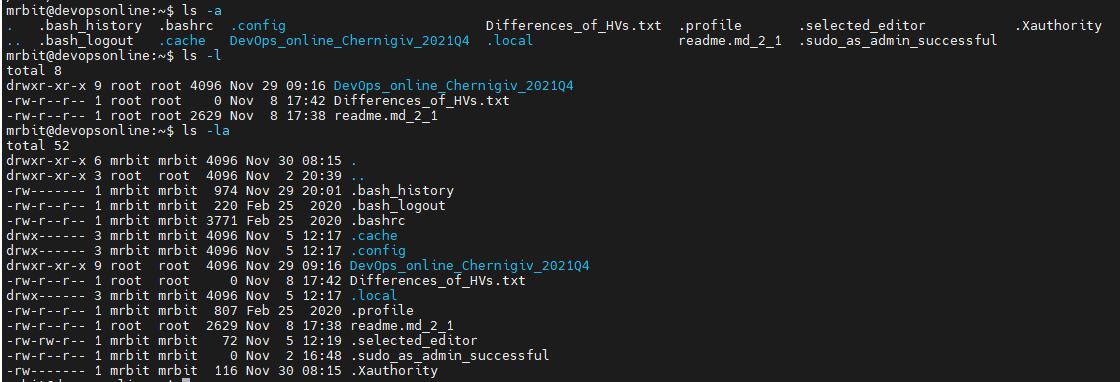 mrbit@devopsonline:~$ ls -a
.   .bash_history  .bashrc  .config                         Differences_of_HVs.txt  .profile      .selected_editor            .Xauthority
..  .bash_logout   .cache   DevOps_online_Chernigiv_2021Q4  .local                  readme.md_2_1  .sudo_as_admin_successful
mrbit@devopsonline:~$ ls -l
total 8
drwxr-xr-x 9 root root 4096 Nov 29 09:16 DevOps_online_Chernigiv_2021Q4
-rw-r--r-- 1 root root    0 Nov  8 17:42 Differences_of_HVs.txt
-rw-r--r-- 1 root root 2629 Nov  8 17:38 readme.md_2_1
mrbit@devopsonline:~$ ls -la
total 52
drwxr-xr-x 6 mrbit mrbit 4096 Nov 30 08:15 .
drwxr-xr-x 3 root  root  4096 Nov  2 20:39 ..
-rw------- 1 mrbit mrbit  974 Nov 29 20:01 .bash_history
-rw-r--r-- 1 mrbit mrbit  220 Feb 25  2020 .bash_logout
-rw-r--r-- 1 mrbit mrbit 3771 Feb 25  2020 .bashrc
drwx------ 3 mrbit mrbit 4096 Nov  5 12:17 .cache
drwx------ 3 mrbit mrbit 4096 Nov  5 12:17 .config
drwxr-xr-x 9 root  root  4096 Nov 29 09:16 DevOps_online_Chernigiv_2021Q4
-rw-r--r-- 1 root  root     0 Nov  8 17:42 Differences_of_HVs.txt
drwx------ 3 mrbit mrbit 4096 Nov  5 12:17 .local
-rw-r--r-- 1 mrbit mrbit  807 Feb 25  2020 .profile
-rw-r--r-- 1 root  root  2629 Nov  8 17:38 readme.md_2_1
-rw-rw-r-- 1 mrbit mrbit   72 Nov  5 12:19 .selected_editor
-rw-r--r-- 1 mrbit mrbit    0 Nov  2 16:48 .sudo_as_admin_successful
-rw------- 1 mrbit mrbit  116 Nov 30 08:15 .Xauthority